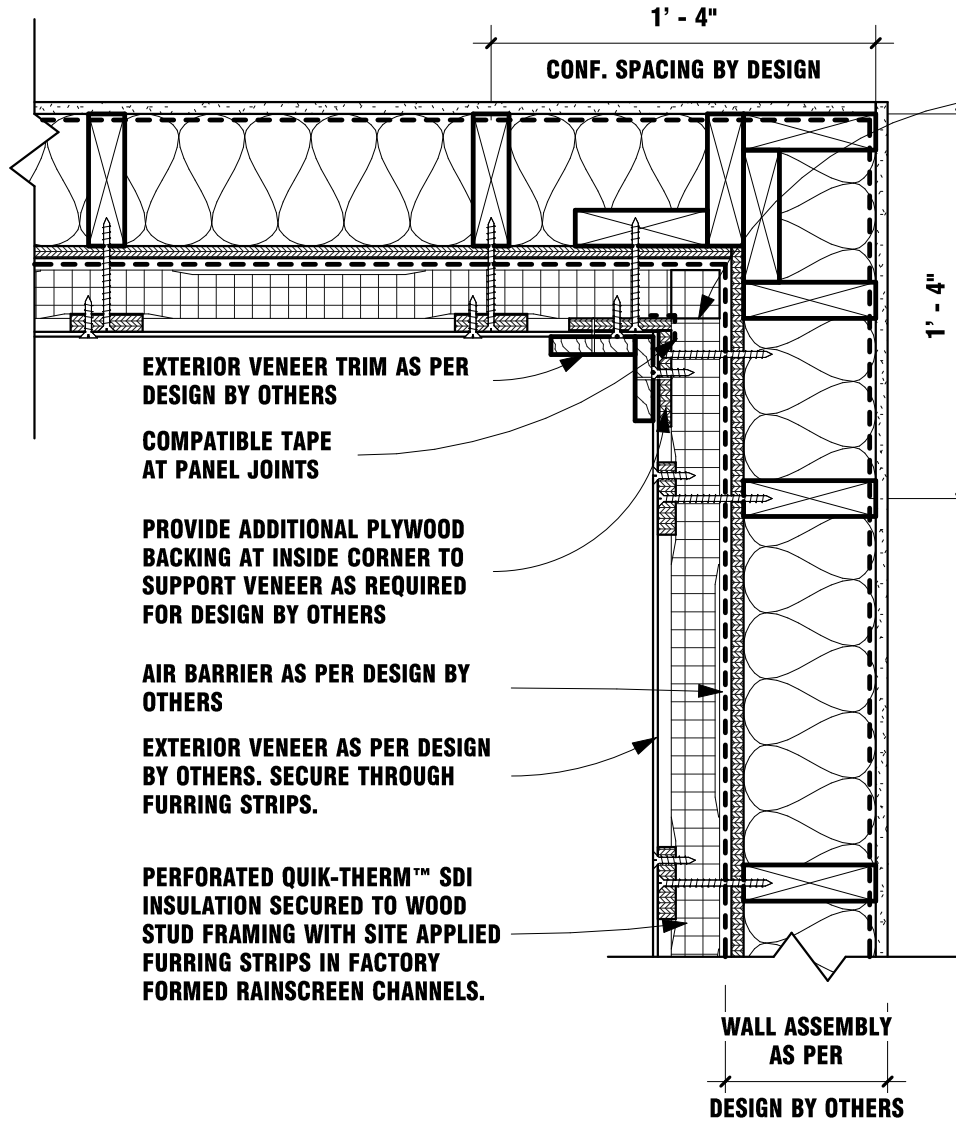 1' - 4"
CONF. SPACING BY DESIGN
1' - 4"
EXTERIOR VENEER TRIM AS PER
DESIGN BY OTHERS
COMPATIBLE TAPE
AT PANEL JOINTS
PROVIDE ADDITIONAL PLYWOOD
BACKING AT INSIDE CORNER TO
SUPPORT VENEER AS REQUIRED
FOR DESIGN BY OTHERS
AIR BARRIER AS PER DESIGN BY
OTHERS
EXTERIOR VENEER AS PER DESIGN
BY OTHERS. SECURE THROUGH
FURRING STRIPS.
PERFORATED QUIK-THERM™ SDI
INSULATION SECURED TO WOOD
STUD FRAMING WITH SITE APPLIED
FURRING STRIPS IN FACTORY
FORMED RAINSCREEN CHANNELS.
WALL ASSEMBLY
AS PER
DESIGN BY OTHERS